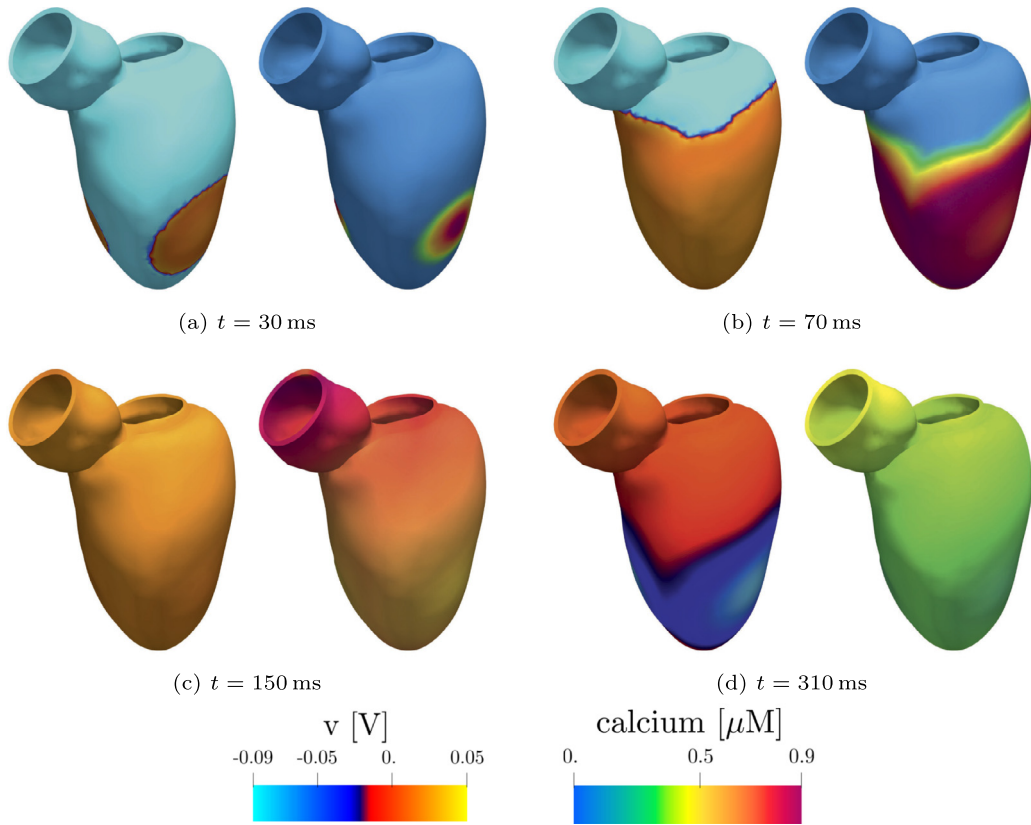 (a) t = 30 ms
(b) t = 70 ms
(c) t = 150 ms
(d) t = 310 ms
v [V]
-0.09 -0.05 0. 0.05
calcium [μM]
0. 0.5 0.9